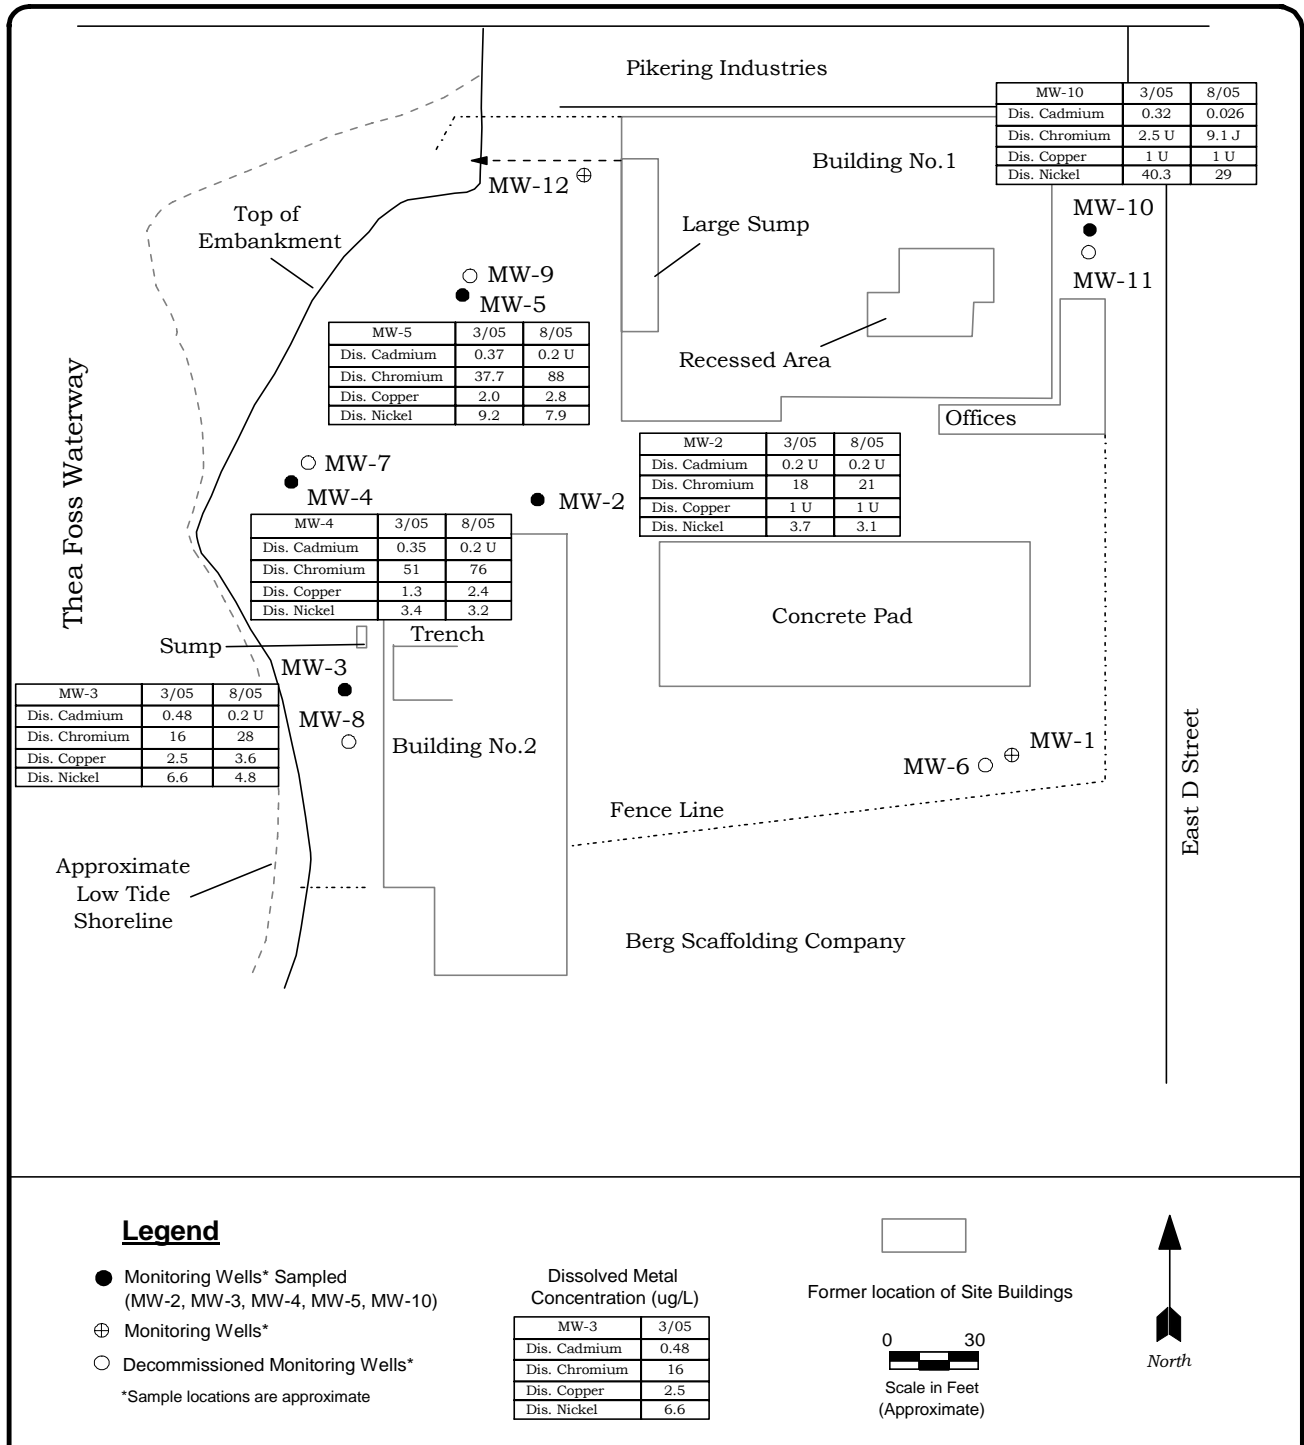 Pikering Industries
MW-10 3/05 8/05
Dis. Cadmium 0.32 0.026
Dis. Chromium 2.5 U 9.1 J
Dis. Copper 1 U 1 U
Dis. Nickel 40.3 29
Building No.1
MW-12
MW-10
Top of
Embankment
Large Sump
MW-11
MW-9
MW-5
MW-5 3/05 8/05
Dis. Cadmium 0.37 0.2 U
Dis. Chromium 37.7 88
Dis. Copper 2.0 2.8
Dis. Nickel 9.2 7.9
Recessed Area
Thea Foss Waterway
Offices
MW-2 3/05 8/05
Dis. Cadmium 0.2 U 0.2 U
Dis. Chromium 18 21
Dis. Copper 1 U 1 U
Dis. Nickel 3.7 3.1
MW-7
MW-4
MW-2
MW-4 3/05 8/05
Dis. Cadmium 0.35 0.2 U
Dis. Chromium 51 76
Dis. Copper 1.3 2.4
Dis. Nickel 3.4 3.2
Concrete Pad
Trench
Sump
MW-3
MW-3 3/05 8/05
Dis. Cadmium 0.48 0.2 U
Dis. Chromium 16 28
Dis. Copper 2.5 3.6
Dis. Nickel 6.6 4.8
MW-8
Building No.2
MW-1
MW-6
East D Street
Fence Line
Approximate
Low Tide
Shoreline
Berg Scaffolding Company
Legend
Monitoring Wells* Sampled
(MW-2, MW-3, MW-4, MW-5, MW-10)
Monitoring Wells*
Decommissioned Monitoring Wells*
*Sample locations are approximate
Dissolved Metal
Concentration (ug/L)
MW-3 3/05
Dis. Cadmium 0.48
Dis. Chromium 16
Dis. Copper 2.5
Dis. Nickel 6.6
Former location of Site Buildings
0 30
Scale in Feet
(Approximate)
North